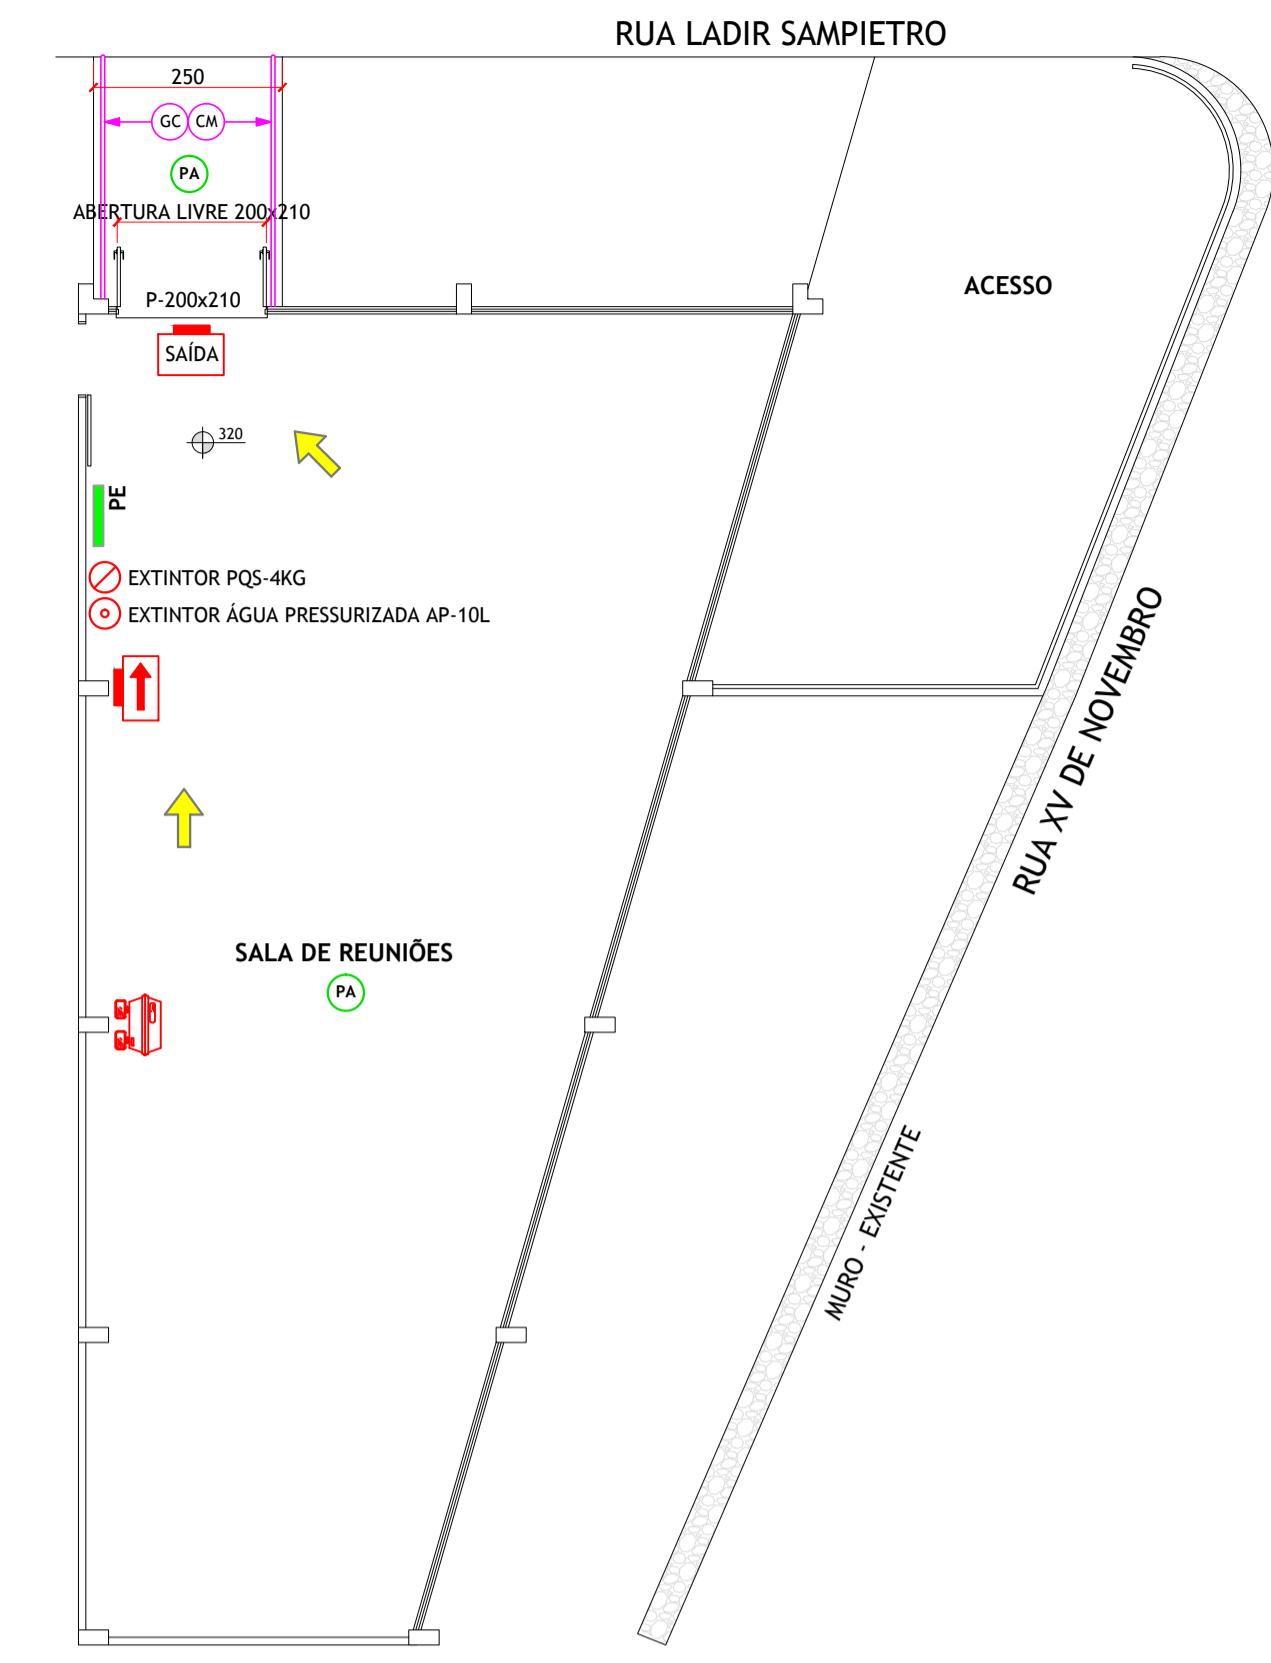 RUA LADIR SAMPIETRO
250
GC CM
PA
ABERTURA LIVRE 200x210
P-200x210
ACESSO
SAÍDA
320
PE
EXTINTOR PQS-4KG
EXTINTOR ÁGUA PRESSURIZADA AP-10L
RUA XV DE NOVEMBRO
SALA DE REUNIÕES
PA
MURO - EXISTENTE